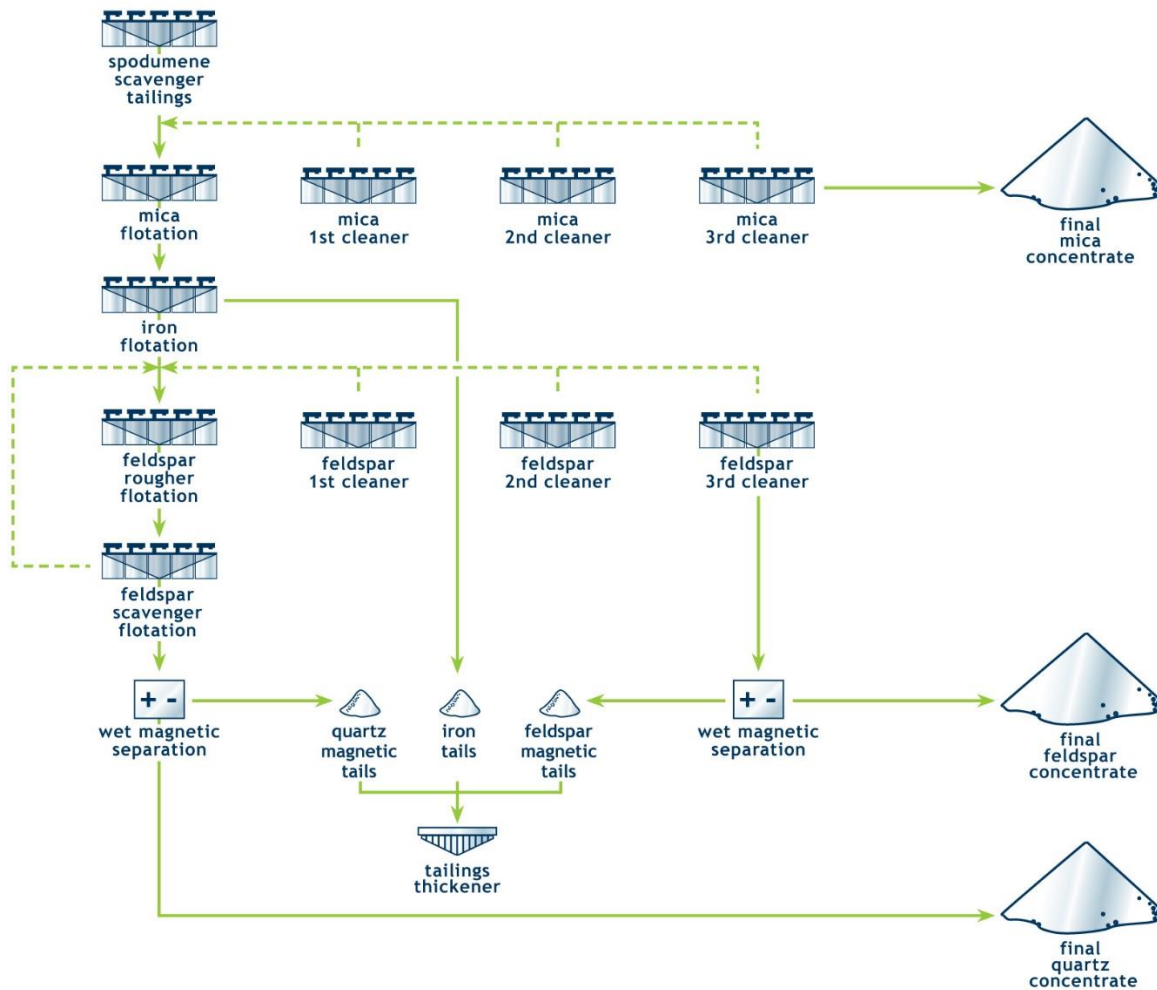 spodumene
scavenger
tailings
mica
flotation
mica
1st cleaner
mica
2nd cleaner
mica
3rd cleaner
final
mica
concentrate
iron
flotation
feldspar
rougher
flotation
feldspar
1st cleaner
feldspar
2nd cleaner
feldspar
3rd cleaner
feldspar
scavenger
flotation
+ -
wet magnetic
separation
quartz
magnetic
tails
iron
tails
feldspar
magnetic
tails
+ -
wet magnetic
separation
final
feldspar
concentrate
tailings
thickener
final
quartz
concentrate